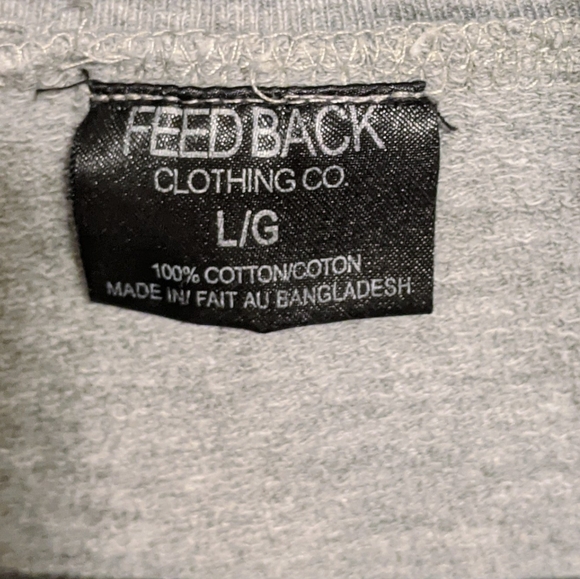 FEED BACK
CLOTHING CO.
L/G
100% COTTON/COTON
MADE IN/ FAIT AU BANGLADESH